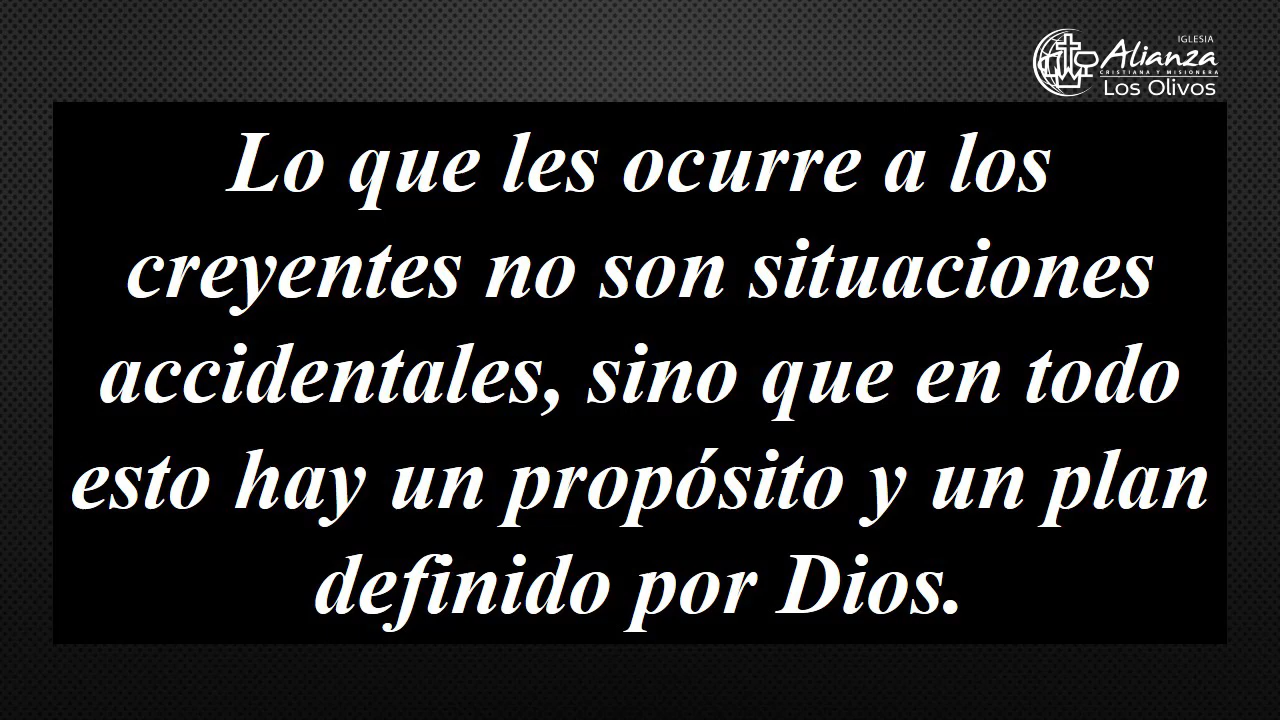 IGLESIA
Alianza
CRISTIANA Y MISIONERA
Los Olivos
Lo que les ocurre a los
creyentes no son situaciones
accidentales, sino que en todo
esto hay un propósito y un plan
definido por Dios.